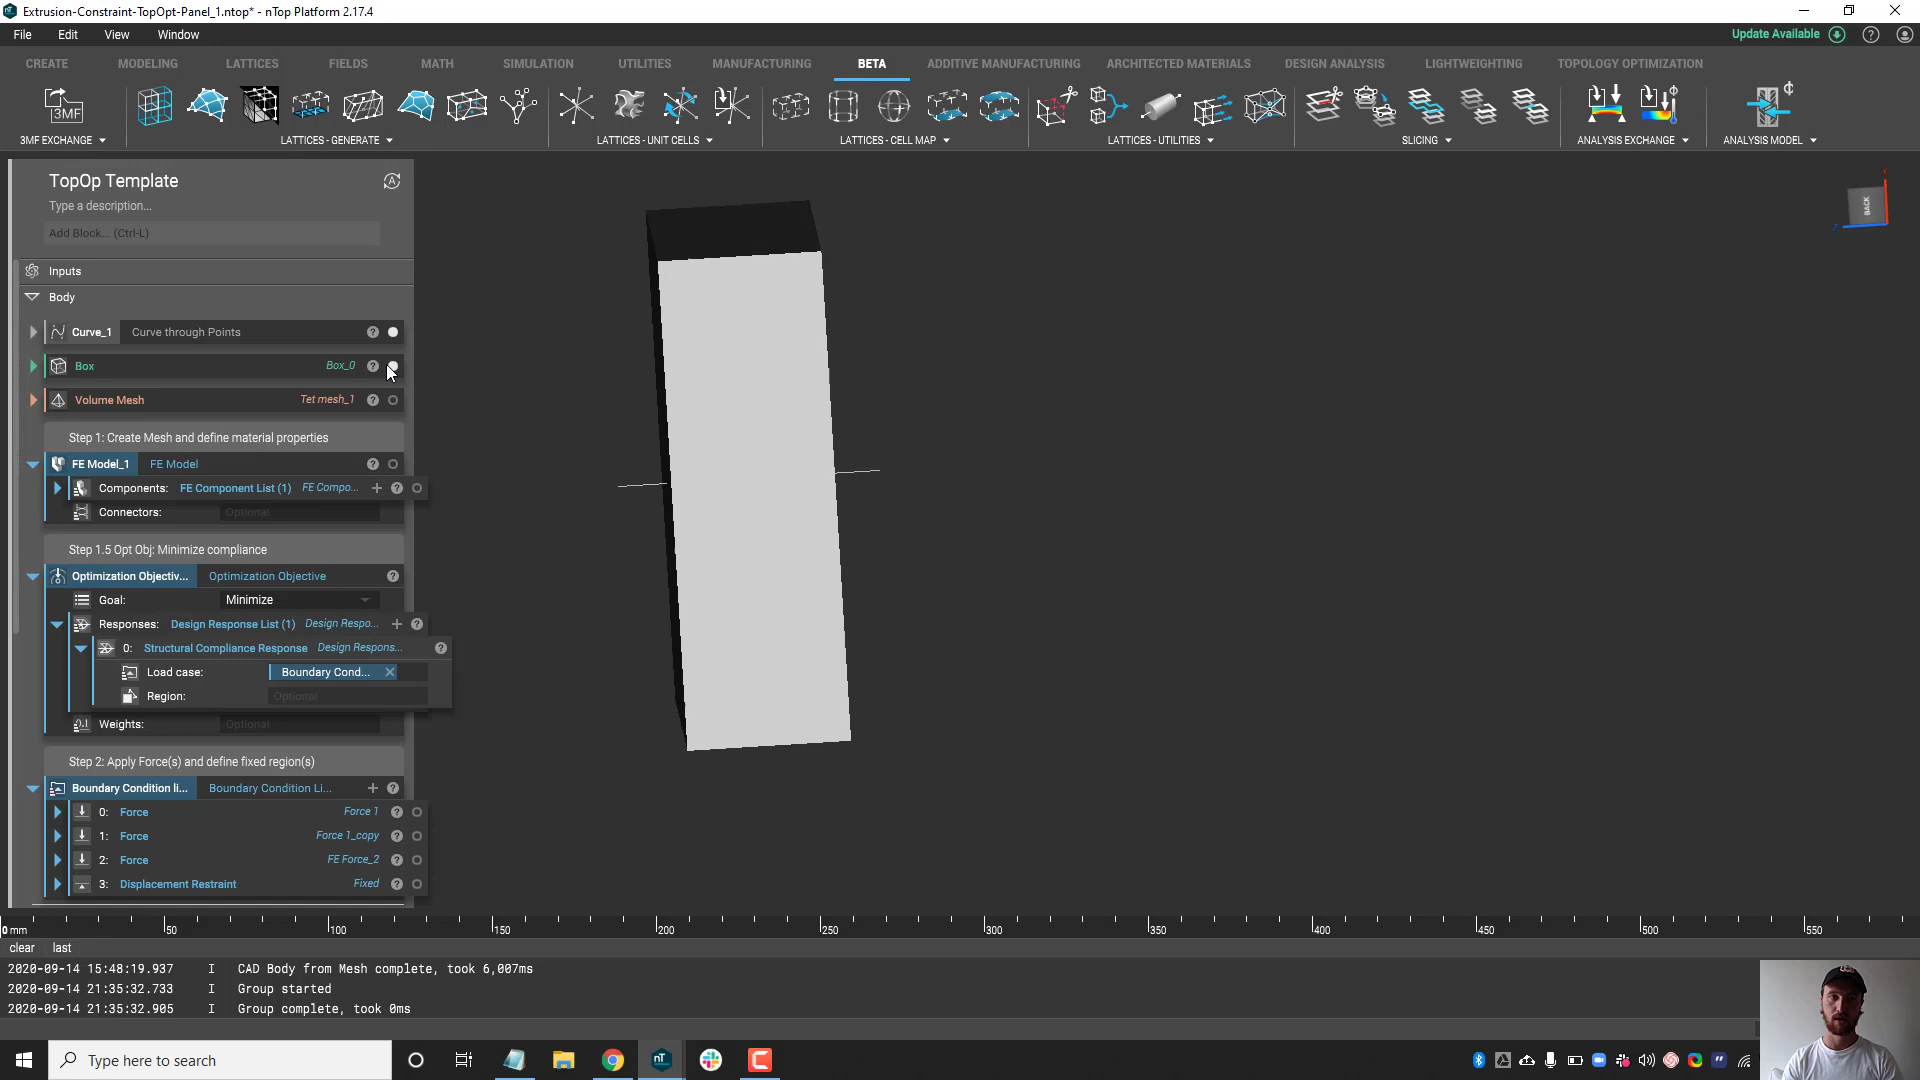 Extrusion-Constraint-TopOpt-Panel_1.ntop* - nTop Platform 2.17.4
File Edit View Window Update Available
CREATE MODELING LATTICES FIELDS MATH SIMULATION UTILITIES MANUFACTURING BETA ADDITIVE MANUFACTURING ARCHITECTED MATERIALS DESIGN ANALYSIS LIGHTWEIGHTING TOPOLOGY OPTIMIZATION
3MF
3MF EXCHANGE LATTICES - GENERATE LATTICES - UNIT CELLS LATTICES - CELL MAP LATTICES - UTILITIES SLICING ANALYSIS EXCHANGE ANALYSIS MODEL
TopOp Template
Type a description...
Add Block... (Ctrl-L)
Inputs
Body
Curve_1 Curve through Points
Box Box_0
Volume Mesh Tet mesh_1
Step 1: Create Mesh and define material properties
FE Model_1 FE Model
Components: FE Component List (1) FE Compo...
Connectors: Optional
Step 1.5 Opt Obj: Minimize compliance
Optimization Objectiv... Optimization Objective
Goal: Minimize
Responses: Design Response List (1) Design Respo...
0: Structural Compliance Response Design Respons...
Load case: Boundary Cond...
Region: Optional
Weights: Optional
Step 2: Apply Force(s) and define fixed region(s)
Boundary Condition li... Boundary Condition Li...
0: Force Force 1
1: Force Force 1_copy
2: Force FE Force_2
3: Displacement Restraint Fixed
BACK
0 mm 50 100 150 200 250 300 350 400 450 500 550
clear last
2020-09-14 15:48:19.937 I CAD Body from Mesh complete, took 6,007ms
2020-09-14 21:35:32.733 I Group started
2020-09-14 21:35:32.905 I Group complete, took 0ms
Type here to search
nT